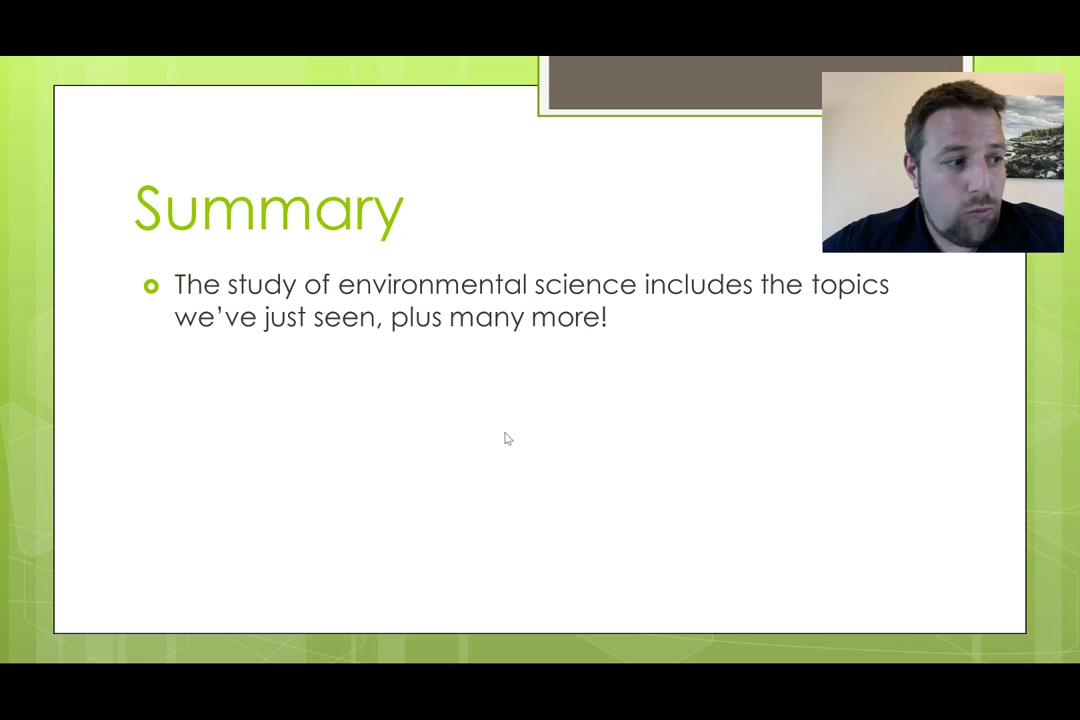 Summary
The study of environmental science includes the topics
we’ve just seen, plus many more!